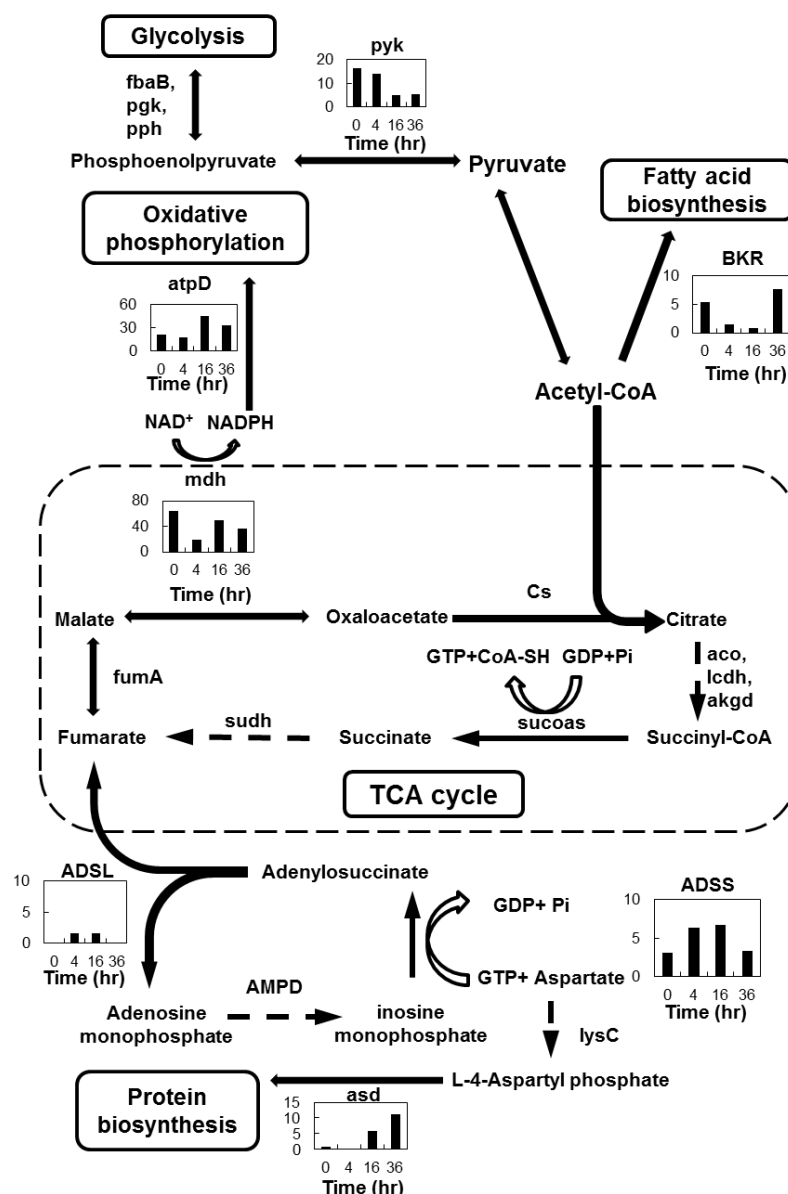 Glycolysis
pyk
20
10
0
0 4 16 36
Time (hr)
fbaB,
pgk,
pph
Phosphoenolpyruvate
Pyruvate
Fatty acid
biosynthesis
Oxidative
phosphorylation
BKR
10
5
0
0 4 16 36
Time (hr)
atpD
60
30
0
0 4 16 36
Time (hr)
Acetyl-CoA
NAD+ NADPH
mdh
80
40
0
0 4 16 36
Time (hr)
Cs
Malate
Oxaloacetate
Citrate
GTP+CoA-SH GDP+Pi
aco,
lcdh,
akgd
fumA
sudh
sucoas
Fumarate
Succinate
Succinyl-CoA
TCA cycle
ADSL
10
5
0
0 4 16 36
Time (hr)
Adenylosuccinate
ADSS
10
5
0
0 4 16 36
Time (hr)
GDP+ Pi
GTP+ Aspartate
AMPD
Adenosine
monophosphate
inosine
monophosphate
lysC
L-4-Aspartyl phosphate
Protein
biosynthesis
asd
15
10
5
0
0 4 16 36
Time (hr)